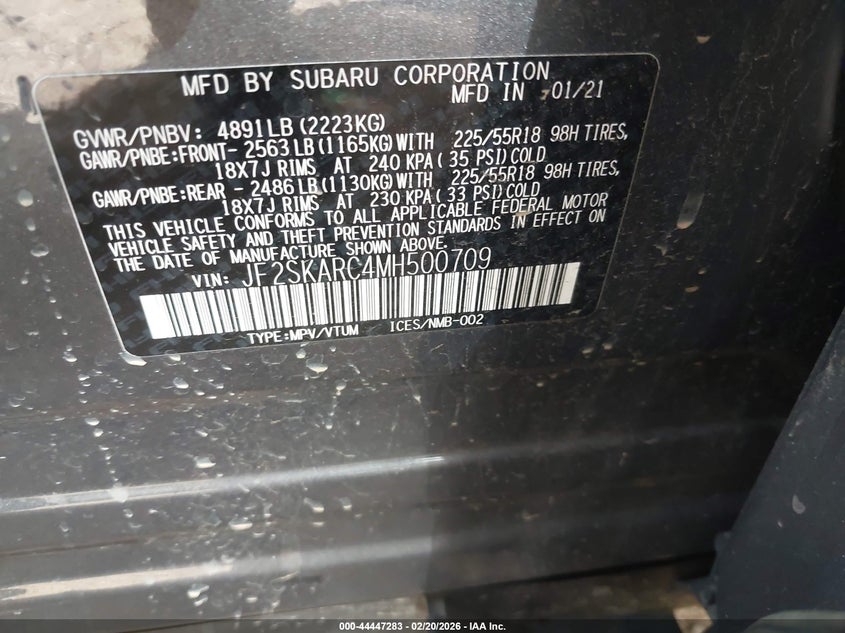 MFD BY SUBARU CORPORATION
MFD IN 01/21
GVWR/PNBV: 4891LB(2223KG)
GAWR/PNBE:FRONT- 2563LB(1165KG)WITH 225/55R18 98H TIRES,
18X7J RIMS AT 240 KPA( 35 PSI)COLD
GAWR/PNBE:REAR - 2486LB(1130KG)WITH 225/55R18 98H TIRES,
18X7J RIMS AT 230 KPA( 33 PSI)COLD
THIS VEHICLE CONFORMS TO ALL APPLICABLE FEDERAL MOTOR
VEHICLE SAFETY AND THEFT PREVENTION STANDARDS IN EFFECT ON
THE DATE OF MANUFACTURE SHOWN ABOVE.
VIN: JF2SKARC4MH500709
TYPE:MPV/VTUM ICES/NMB-002
000-44447283 - 02/20/2026 - IAA Inc.